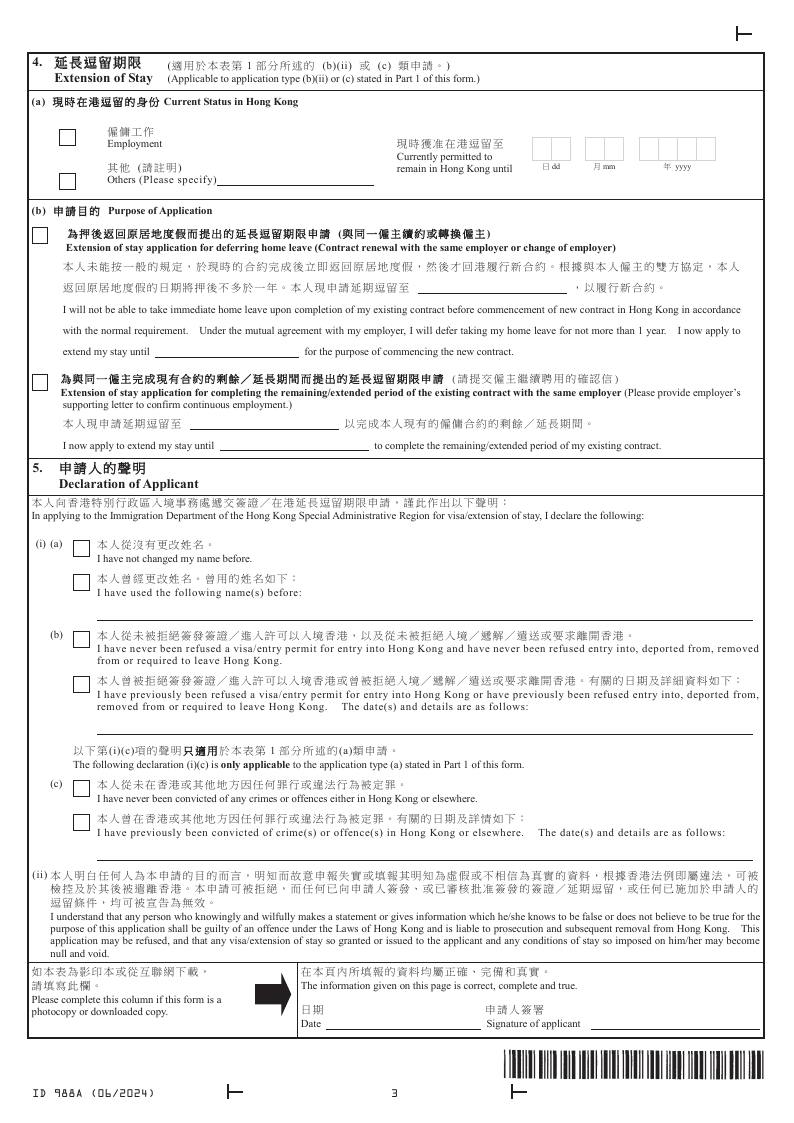 4. 延長逗留期限 (適用於本表第 1 部分所述的 (b)(ii) 或 (c) 類申請。)
Extension of Stay (Applicable to application type (b)(ii) or (c) stated in Part 1 of this form.)
(a) 現時在港逗留的身份 Current Status in Hong Kong
僱傭工作
Employment
其他 (請註明)
Others (Please specify)
現時獲准在港逗留至
Currently permitted to
remain in Hong Kong until
日 dd 月 mm 年 yyyy
(b) 申請目的 Purpose of Application
為押後返回原居地度假而提出的延長逗留期限申請 (與同一僱主續約或轉換僱主)
Extension of stay application for deferring home leave (Contract renewal with the same employer or change of employer)
本人未能按一般的規定，於現時的合約完成後立即返回原居地度假，然後才回港履行新合約。根據與本人僱主的雙方協定，本人
返回原居地度假的日期將押後不多於一年。本人現申請延期逗留至 ，以履行新合約。
I will not be able to take immediate home leave upon completion of my existing contract before commencement of new contract in Hong Kong in accordance
with the normal requirement. Under the mutual agreement with my employer, I will defer taking my home leave for not more than 1 year. I now apply to
extend my stay until for the purpose of commencing the new contract.
為與同一僱主完成現有合約的剩餘／延長期間而提出的延長逗留期限申請 (請提交僱主繼續聘用的確認信)
Extension of stay application for completing the remaining/extended period of the existing contract with the same employer (Please provide employer's
supporting letter to confirm continuous employment.)
本人現申請延期逗留至 以完成本人現有的僱傭合約的剩餘／延長期間。
I now apply to extend my stay until to complete the remaining/extended period of my existing contract.
5. 申請人的聲明
Declaration of Applicant
本人向香港特別行政區入境事務處遞交簽證／在港延長逗留期限申請，謹此作出以下聲明：
In applying to the Immigration Department of the Hong Kong Special Administrative Region for visa/extension of stay, I declare the following:
(i) (a) 本人從沒有更改姓名。
I have not changed my name before.
本人曾經更改姓名。曾用的姓名如下：
I have used the following name(s) before:
(b) 本人從未被拒絕簽發簽證／進入許可以入境香港，以及從未被拒絕入境／遞解／遣送或要求離開香港。
I have never been refused a visa/entry permit for entry into Hong Kong and have never been refused entry into, deported from, removed
from or required to leave Hong Kong.
本人曾被拒絕簽發簽證／進入許可以入境香港或曾被拒絕入境／遞解／遣送或要求離開香港。有關的日期及詳細資料如下：
I have previously been refused a visa/entry permit for entry into Hong Kong or have previously been refused entry into, deported from,
removed from or required to leave Hong Kong. The date(s) and details are as follows:
以下第(i)(c)項的聲明只適用於本表第 1 部分所述的(a)類申請。
The following declaration (i)(c) is only applicable to the application type (a) stated in Part 1 of this form.
(c) 本人從未在香港或其他地方因任何罪行或違法行為被定罪。
I have never been convicted of any crimes or offences either in Hong Kong or elsewhere.
本人曾在香港或其他地方因任何罪行或違法行為被定罪。有關的日期及詳情如下：
I have previously been convicted of crime(s) or offence(s) in Hong Kong or elsewhere. The date(s) and details are as follows:
(ii) 本人明白任何人為本申請的目的而言，明知而故意申報失實或填報其明知為虛假或不相信為真實的資料，根據香港法例即屬違法，可被
檢控及於其後被遣離香港。本申請可被拒絕，而任何已向申請人簽發、或已審核批准簽發的簽證／延期逗留，或任何已施加於申請人的
逗留條件，均可被宣告為無效。
I understand that any person who knowingly and wilfully makes a statement or gives information which he/she knows to be false or does not believe to be true for the
purpose of this application shall be guilty of an offence under the Laws of Hong Kong and is liable to prosecution and subsequent removal from Hong Kong. This
application may be refused, and that any visa/extension of stay so granted or issued to the applicant and any conditions of stay so imposed on him/her may become
null and void.
如本表為影印本或從互聯網下載，
請填寫此欄。
Please complete this column if this form is a
photocopy or downloaded copy.
在本頁內所填報的資料均屬正確，完備和真實。
The information given on this page is correct, complete and true.
日期 申請人簽署
Date Signature of applicant
ID 988A (06/2024) 3